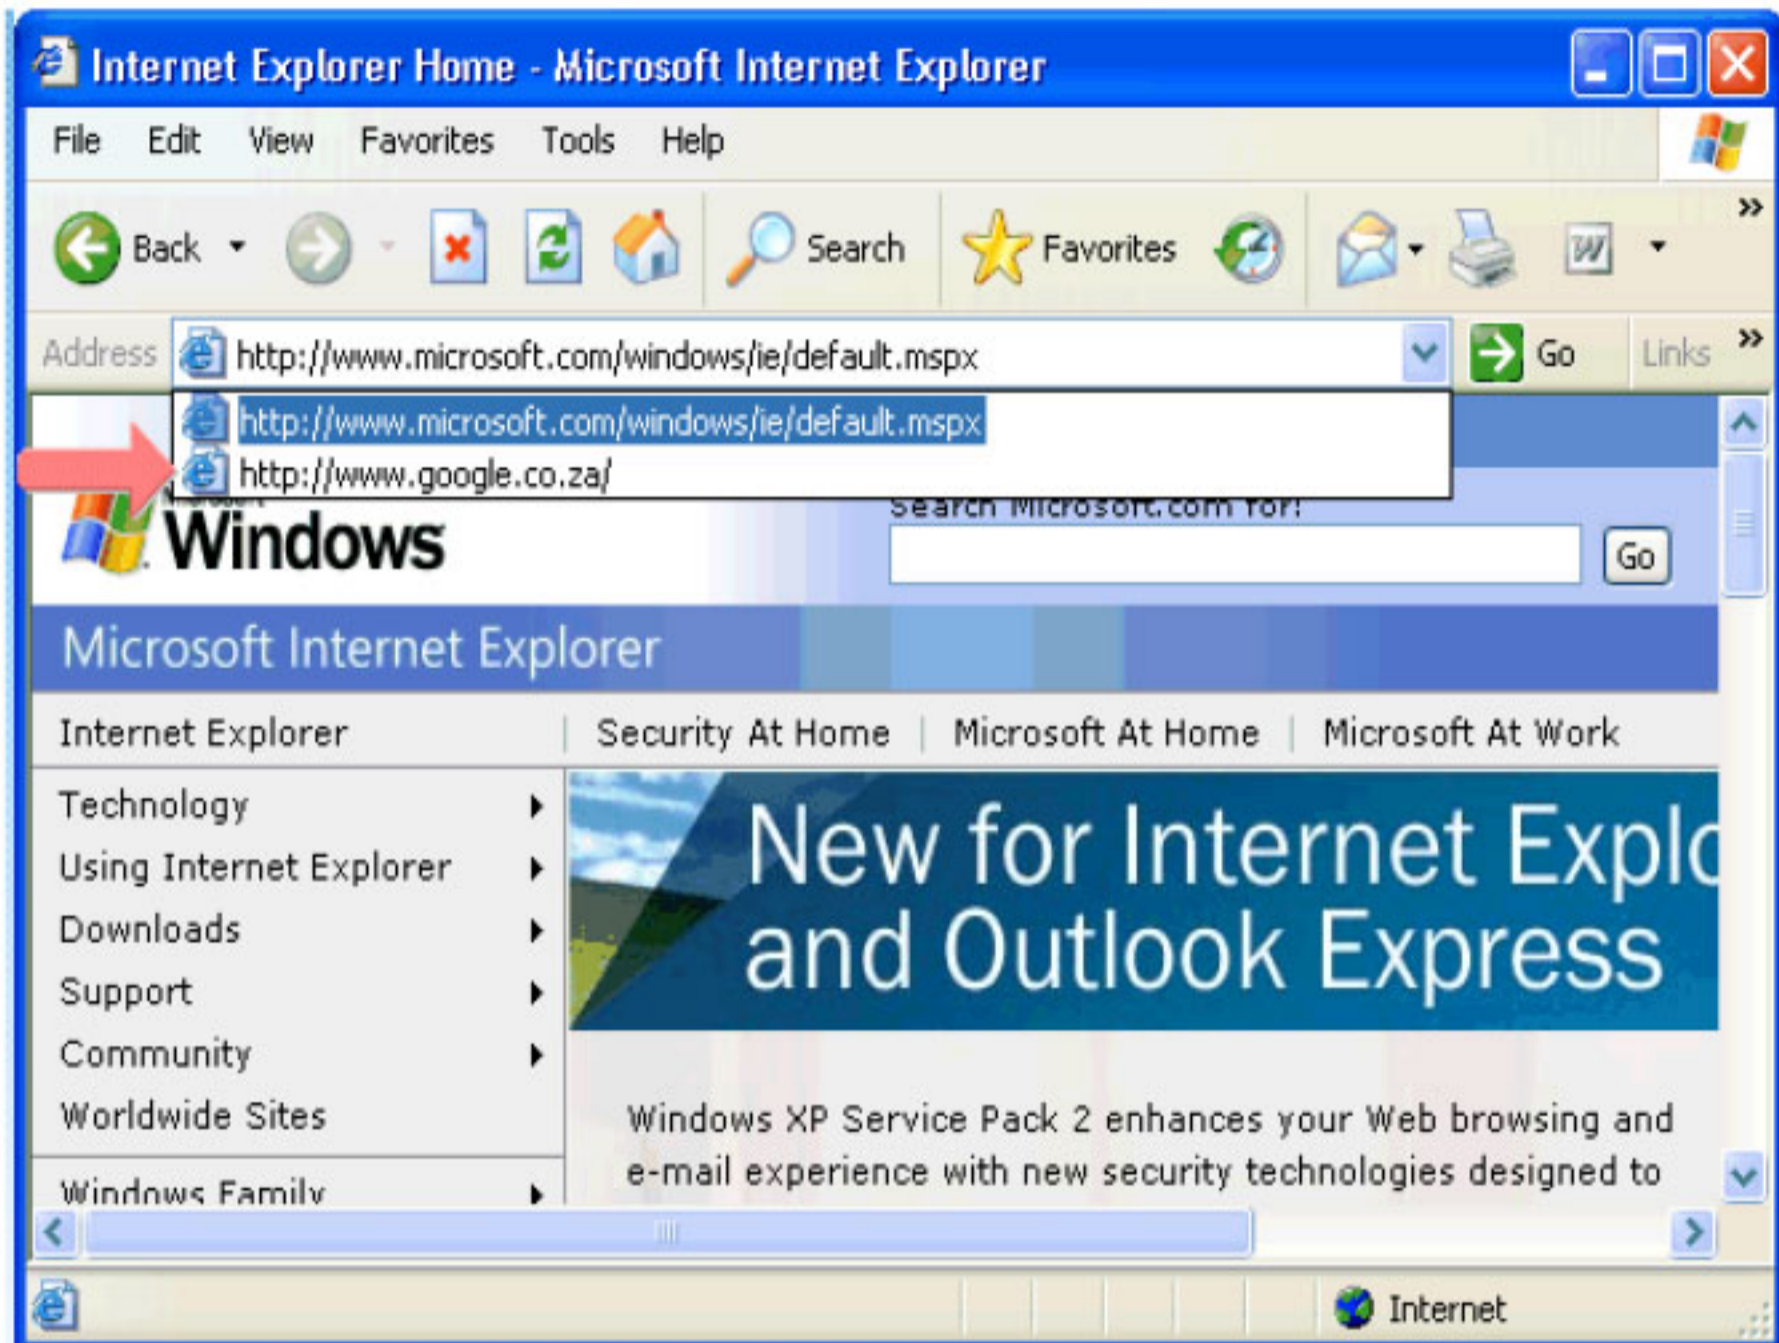 Internet Explorer Home - Microsoft Internet Explorer
File Edit View Favorites Tools Help
Back Search Favorites W
Address http://www.microsoft.com/windows/ie/default.mspx Go Links
http://www.microsoft.com/windows/ie/default.mspx
http://www.google.co.za/
Search Microsoft.com for:
Windows
Go
Microsoft Internet Explorer
Internet Explorer Security At Home Microsoft At Home Microsoft At Work
Technology
Using Internet Explorer
Downloads
Support
Community
Worldwide Sites
Windows Family
New for Internet Explo
and Outlook Express
Windows XP Service Pack 2 enhances your Web browsing and
e-mail experience with new security technologies designed to
Internet